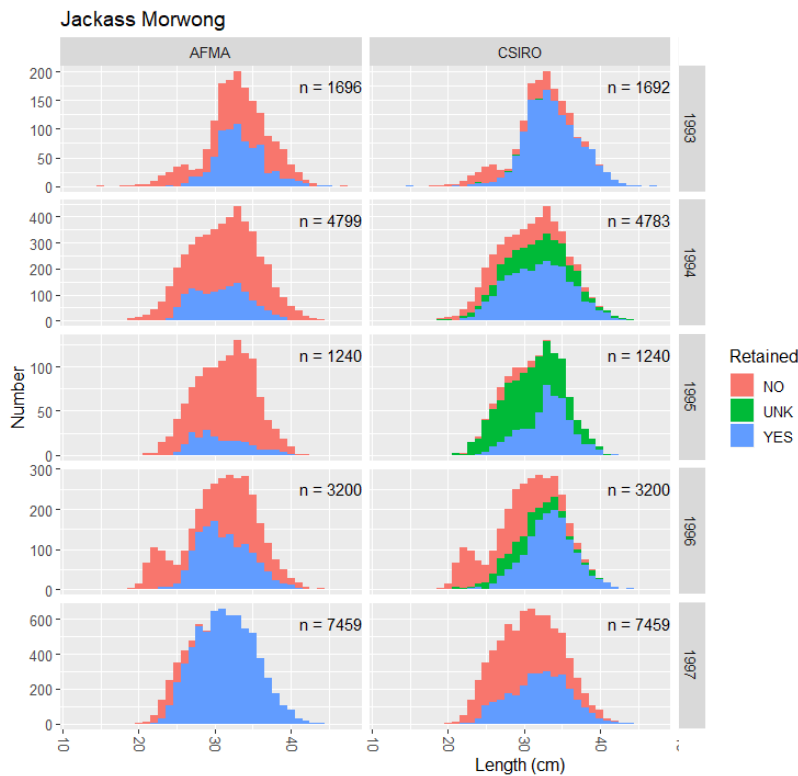 Jackass Morwong
AFMA
CSIRO
200
150
100
50
0
n = 1696
n = 1692
1993
400
300
200
100
0
n = 4799
n = 4783
1994
100
50
0
n = 1240
n = 1240
1995
300
200
100
0
n = 3200
n = 3200
1996
600
400
200
0
n = 7459
n = 7459
1997
Number
10
20
30
40
10
20
30
40
Length (cm)
Retained
NO
UNK
YES